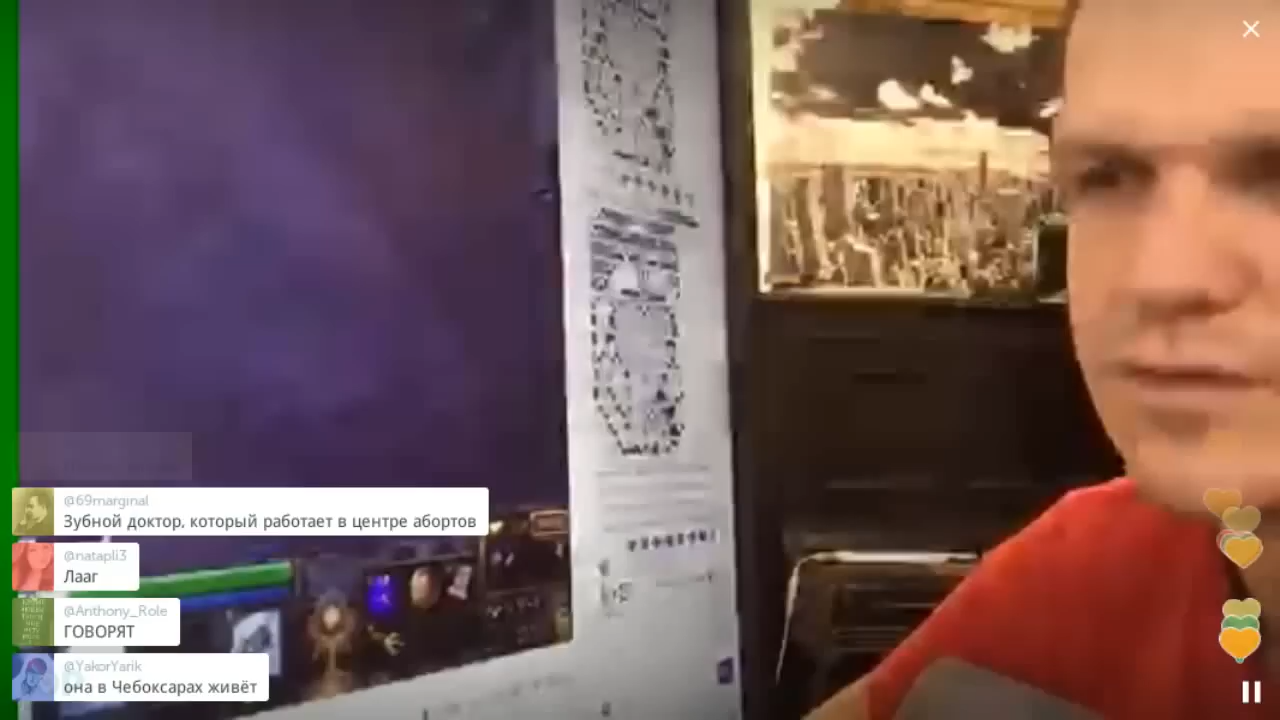 @69marginal
Зубной доктор, который работает в центре абортов
@natapli3
Лааг
@Anthony_Role
ГОВОРЯТ
@YakorYarik
она в Чебоксарах живёт